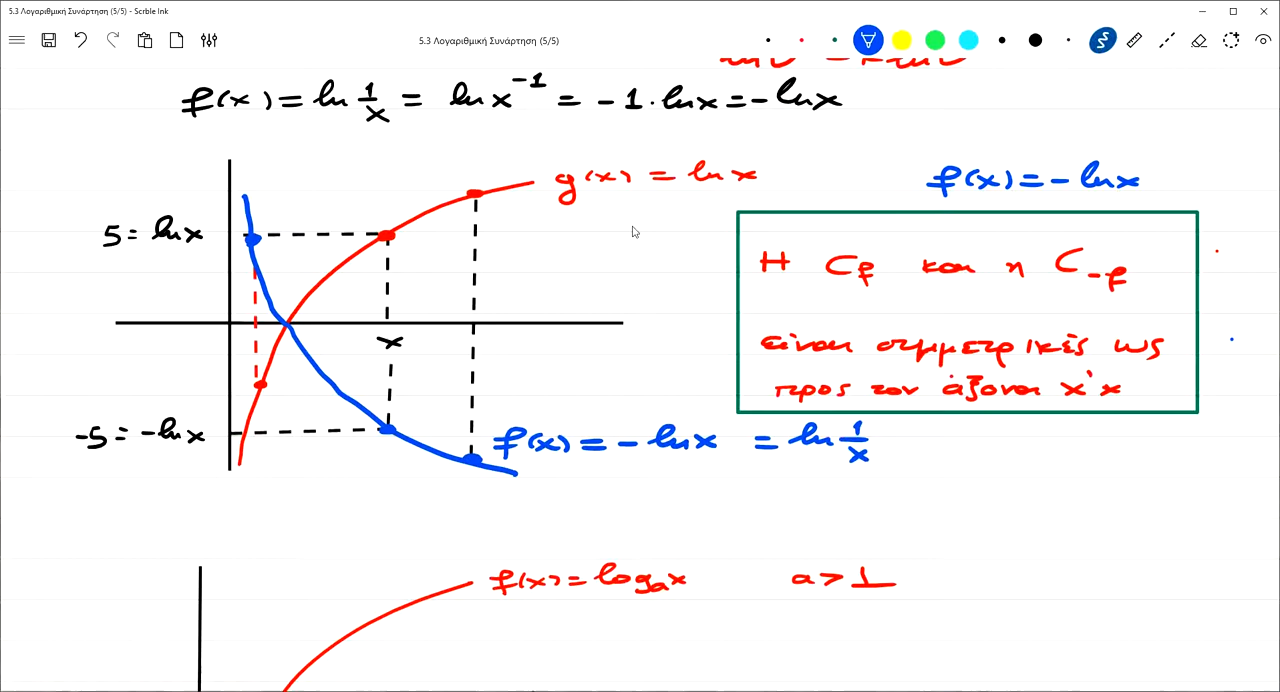 5.3 Λογαριθμική Συνάρτηση (5/5) - Scrble Ink
5.3 Λογαριθμική Συνάρτηση (5/5)
f(x) = ln 1/x = ln x⁻¹ = -1·lnx = -lnx
g(x) = lnx
f(x) = -lnx
5 = lnx
Η Cf και η C-f
είναι συμμετρικές ως
προς τον άξονα x'x
x
-5 = -lnx
f(x) = -lnx = ln 1/x
f(x) = logₐx a > 1